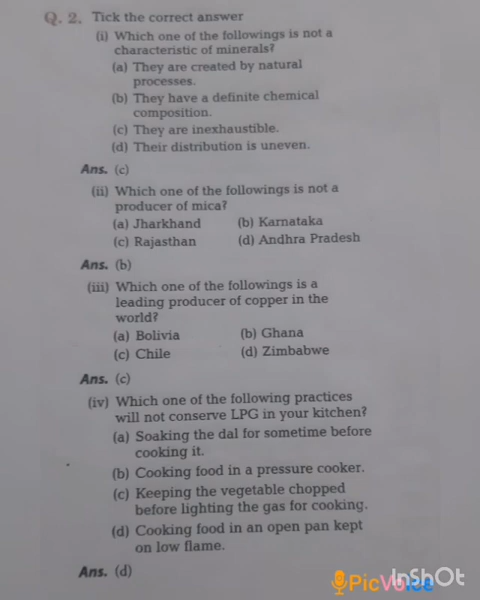 Q. 2. Tick the correct answer
(i) Which one of the followings is not a
characteristic of minerals?
(a) They are created by natural
processes.
(b) They have a definite chemical
composition.
(c) They are inexhaustible.
(d) Their distribution is uneven.
Ans. (c)
(ii) Which one of the followings is not a
producer of mica?
(a) Jharkhand (b) Karnataka
(c) Rajasthan (d) Andhra Pradesh
Ans. (b)
(iii) Which one of the followings is a
leading producer of copper in the
world?
(a) Bolivia (b) Ghana
(c) Chile (d) Zimbabwe
Ans. (c)
(iv) Which one of the following practices
will not conserve LPG in your kitchen?
(a) Soaking the dal for sometime before
cooking it.
(b) Cooking food in a pressure cooker.
(c) Keeping the vegetable chopped
before lighting the gas for cooking.
(d) Cooking food in an open pan kept
on low flame.
Ans. (d)
PicVoice
InShOt